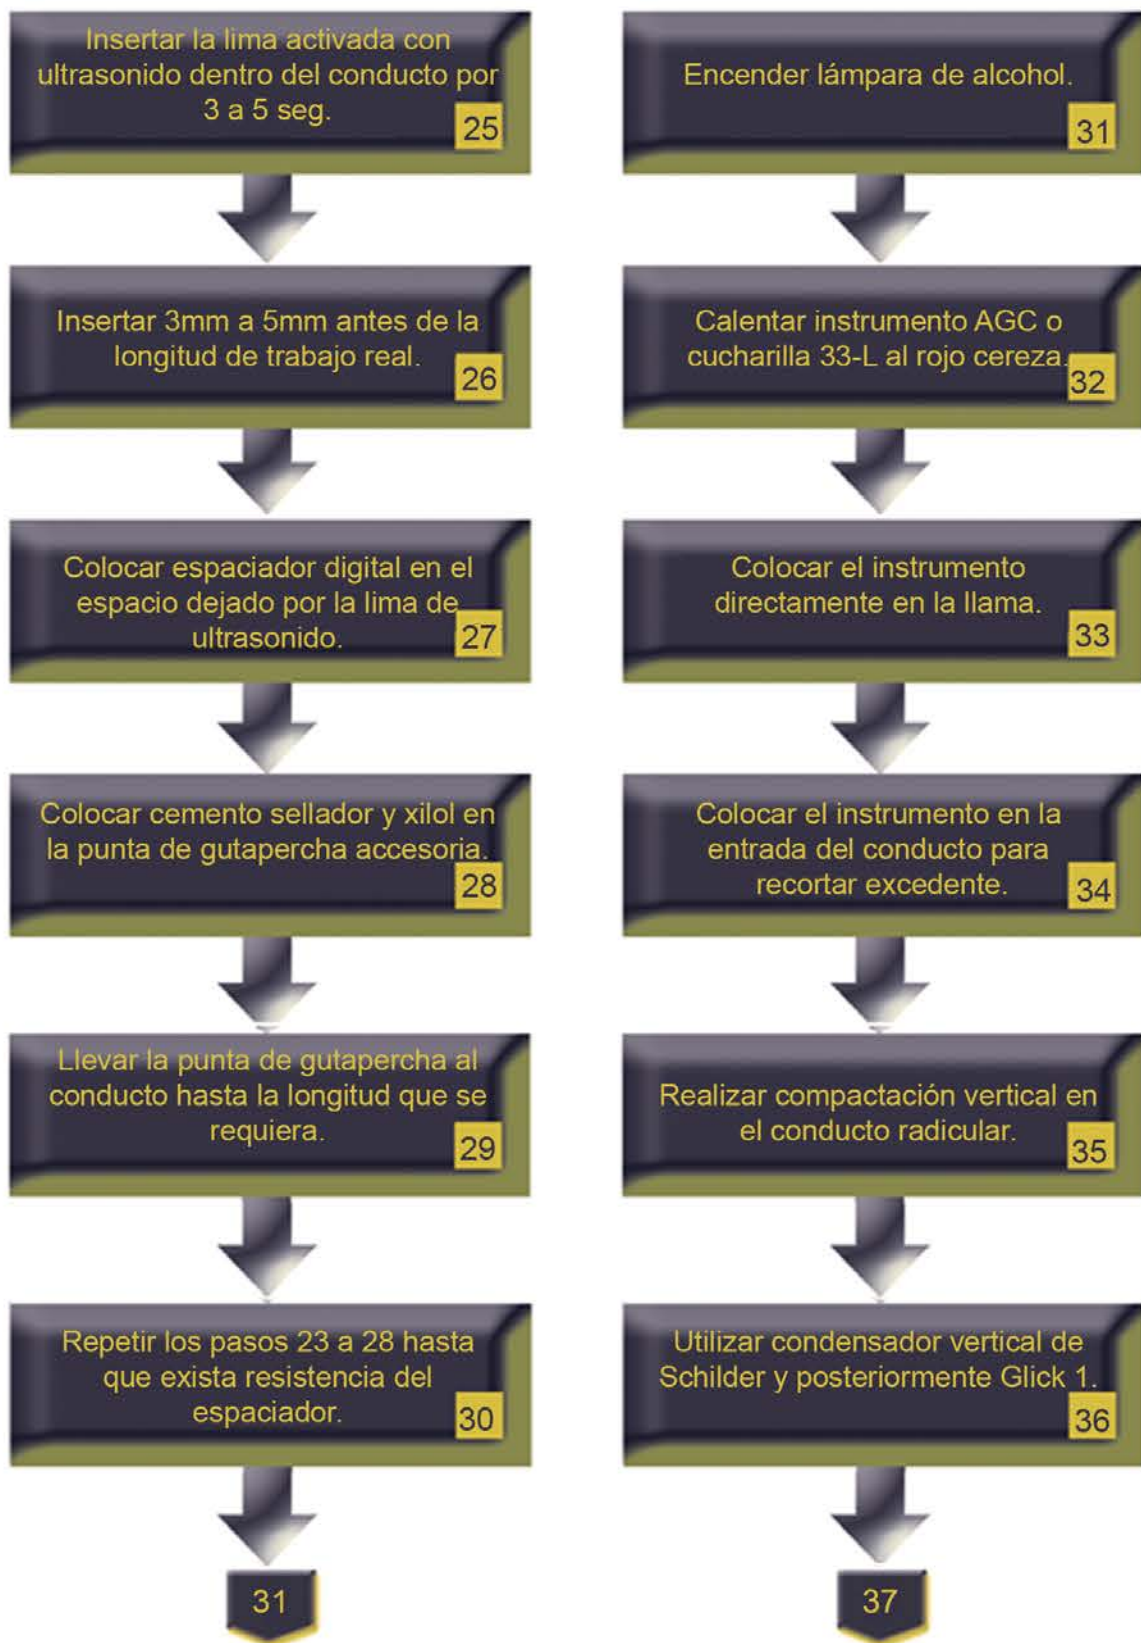 Insertar la lima activada con
ultrasonido dentro del conducto por
3 a 5 seg.
25
Insertar 3mm a 5mm antes de la
longitud de trabajo real.
26
Colocar espaciador digital en el
espacio dejado por la lima de
ultrasonido.
27
Colocar cemento sellador y xilol en
la punta de gutapercha accesoria.
28
Llevar la punta de gutapercha al
conducto hasta la longitud que se
requiera.
29
Repetir los pasos 23 a 28 hasta
que exista resistencia del
espaciador.
30
31
Encender lámpara de alcohol.
31
Calentar instrumento AGC o
cucharilla 33-L al rojo cereza.
32
Colocar el instrumento
directamente en la llama.
33
Colocar el instrumento en la
entrada del conducto para
recortar excedente.
34
Realizar compactación vertical en
el conducto radicular.
35
Utilizar condensador vertical de
Schilder y posteriormente Glick 1.
36
37